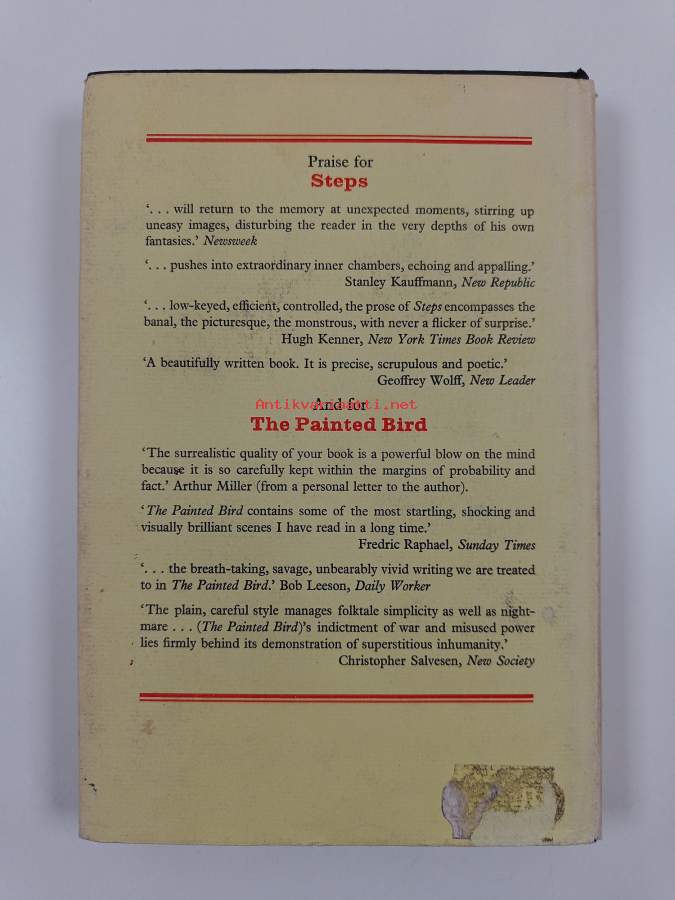 Praise for
Steps
‘. . . will return to the memory at unexpected moments, stirring up
uneasy images, disturbing the reader in the very depths of his own
fantasies.’ Newsweek
‘. . . pushes into extraordinary inner chambers, echoing and appalling.’
Stanley Kauffmann, New Republic
‘. . . low-keyed, efficient, controlled, the prose of Steps encompasses the
banal, the picturesque, the monstrous, with never a flicker of surprise.’
Hugh Kenner, New York Times Book Review
‘A beautifully written book. It is precise, scrupulous and poetic.’
Geoffrey Wolff, New Leader
And for
Antikvariaatti.net
The Painted Bird
‘The surrealistic quality of your book is a powerful blow on the mind
because it is so carefully kept within the margins of probability and
fact.’ Arthur Miller (from a personal letter to the author).
‘The Painted Bird contains some of the most startling, shocking and
visually brilliant scenes I have read in a long time.’
Fredric Raphael, Sunday Times
‘. . . the breath-taking, savage, unbearably vivid writing we are treated
to in The Painted Bird.’ Bob Leeson, Daily Worker
‘The plain, careful style manages folktale simplicity as well as night-
mare . . . (The Painted Bird)’s indictment of war and misused power
lies firmly behind its demonstration of superstitious inhumanity.’
Christopher Salvesen, New Society